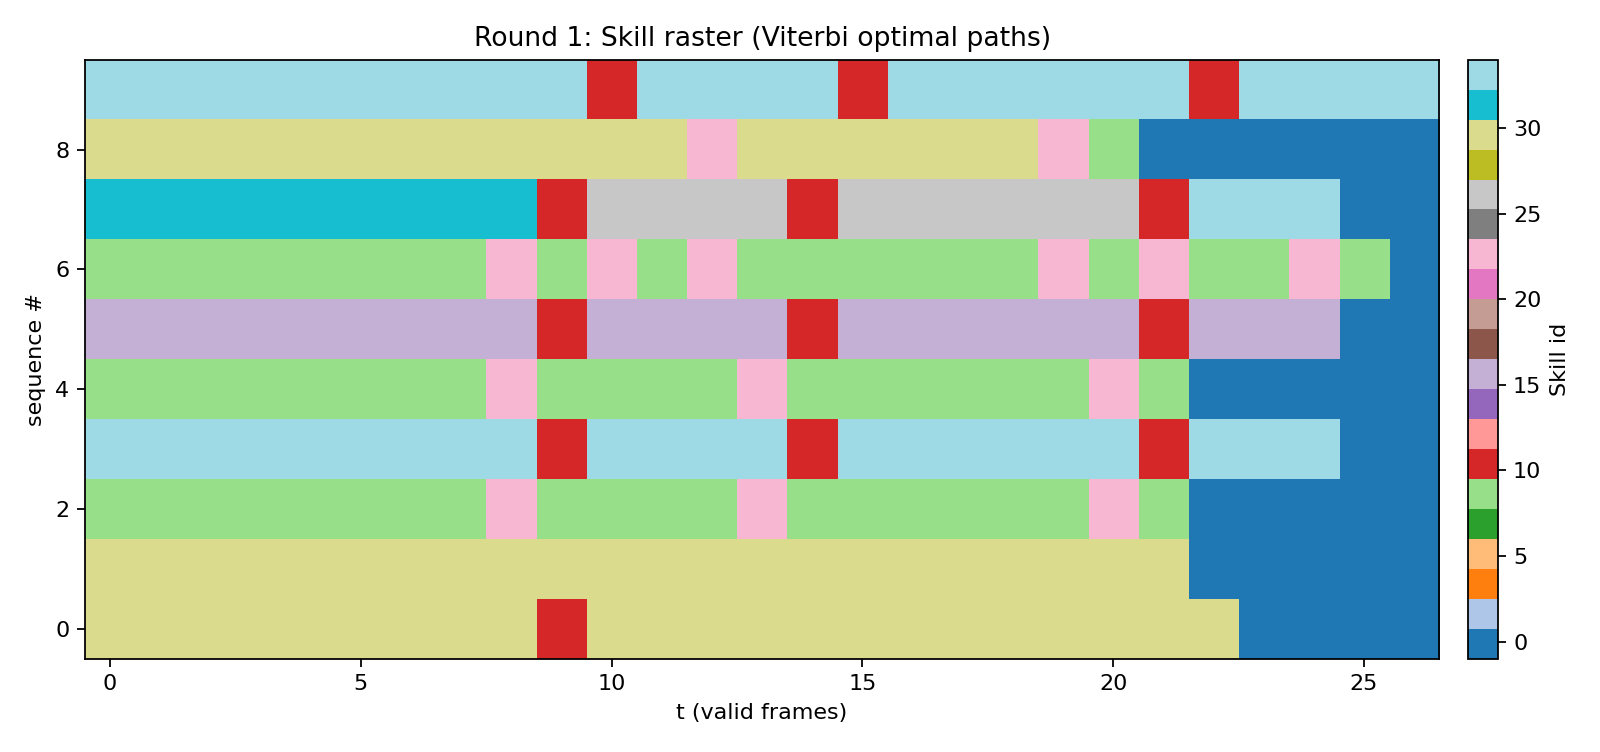 Round 1: Skill raster (Viterbi optimal paths)
sequence #
8
6
4
2
0
0 5 10 15 20 25
t (valid frames)
30
25
20
15
10
5
0
Skill id